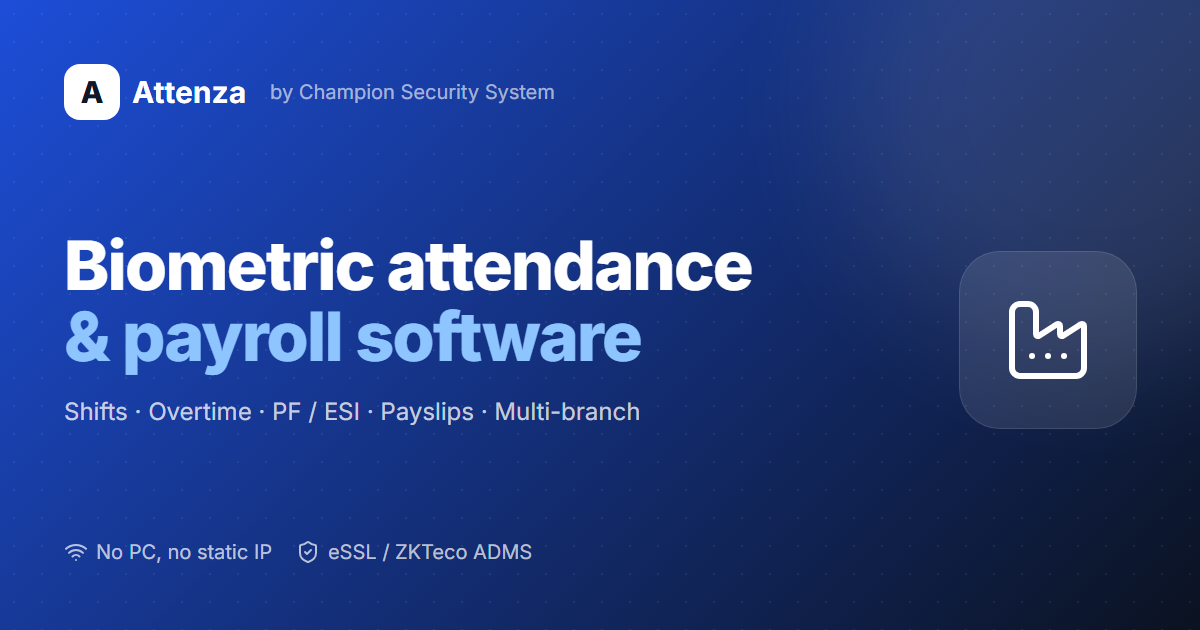 A Attenza by Champion Security System
Biometric attendance
& payroll software
Shifts · Overtime · PF / ESI · Payslips · Multi-branch
No PC, no static IP eSSL / ZKTeco ADMS